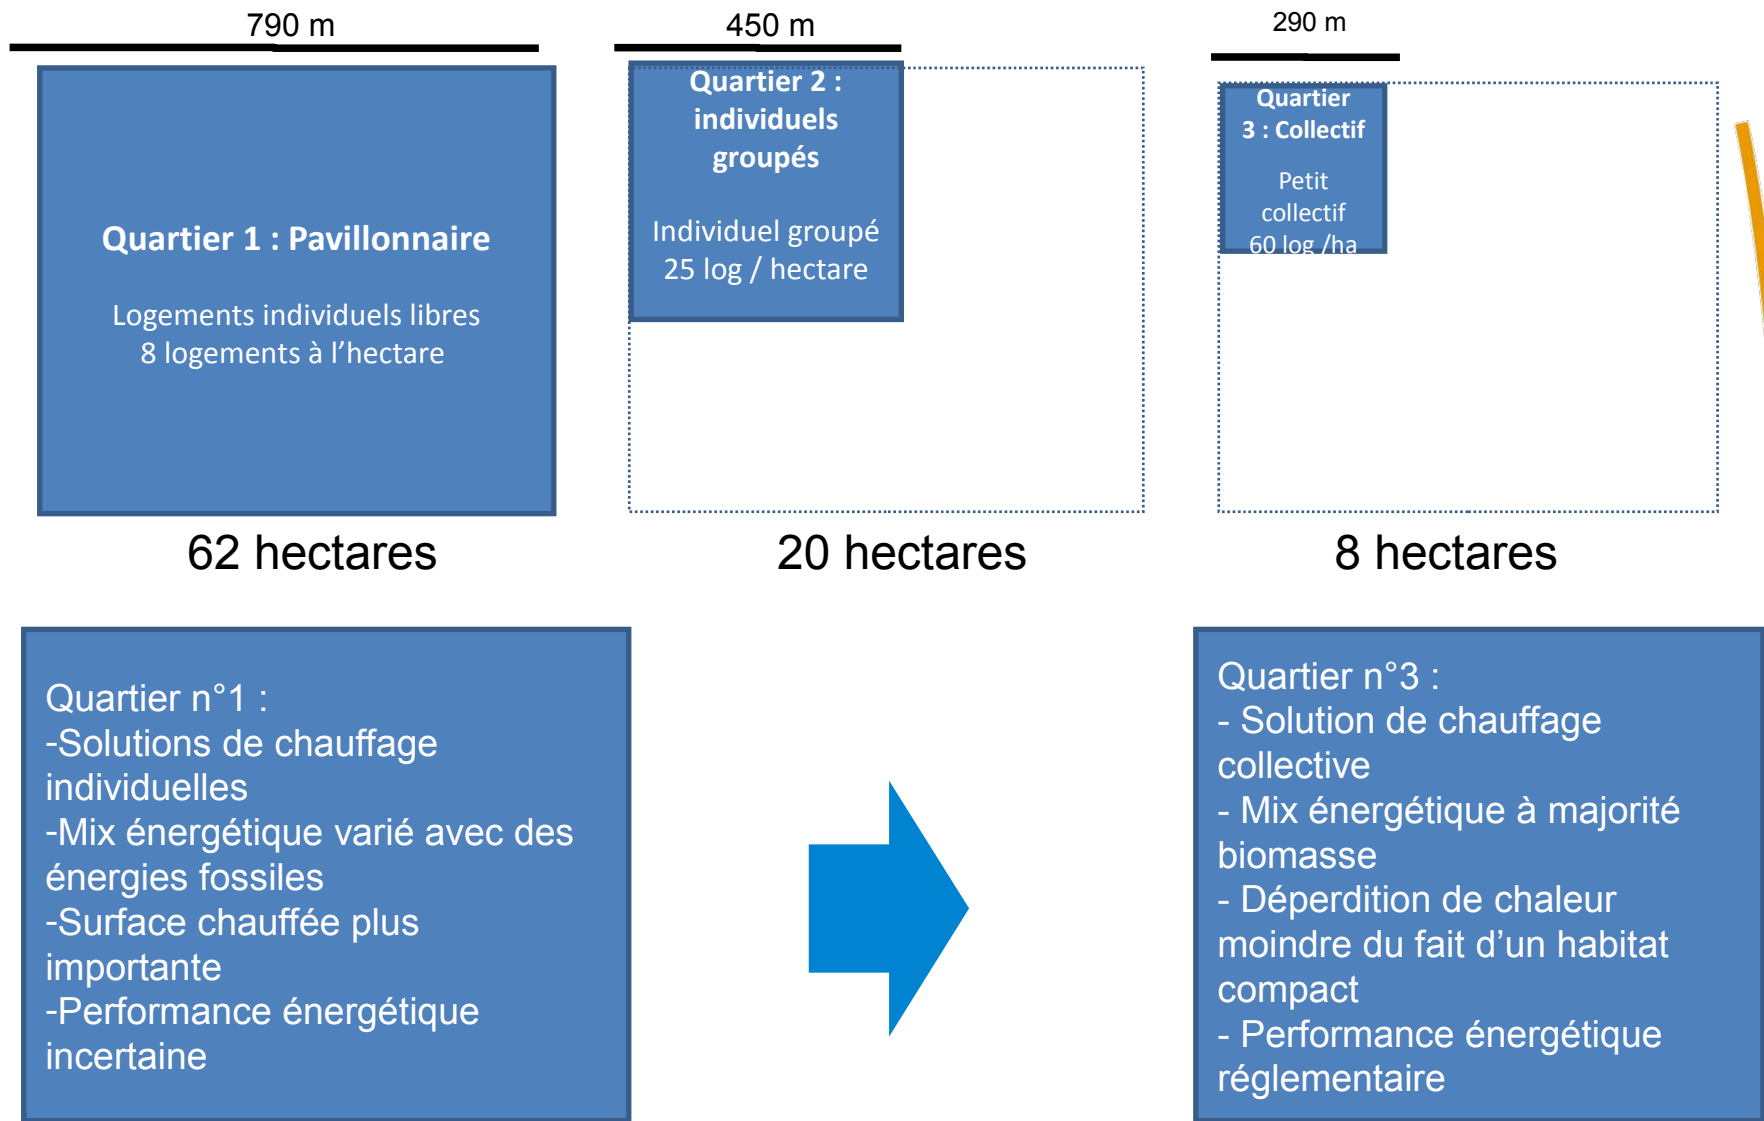 790 m
450 m
290 m
Quartier 1 : Pavillonnaire
Logements individuels libres
8 logements à l’hectare
Quartier 2 :
individuels
groupés
Individuel groupé
25 log / hectare
Quartier
3 : Collectif
Petit
collectif
60 log /ha
62 hectares
20 hectares
8 hectares
Quartier n°1 :
-Solutions de chauffage
individuelles
-Mix énergétique varié avec des
énergies fossiles
-Surface chauffée plus
importante
-Performance énergétique
incertaine
Quartier n°3 :
- Solution de chauffage
collective
- Mix énergétique à majorité
biomasse
- Déperdition de chaleur
moindre du fait d’un habitat
compact
- Performance énergétique
réglementaire